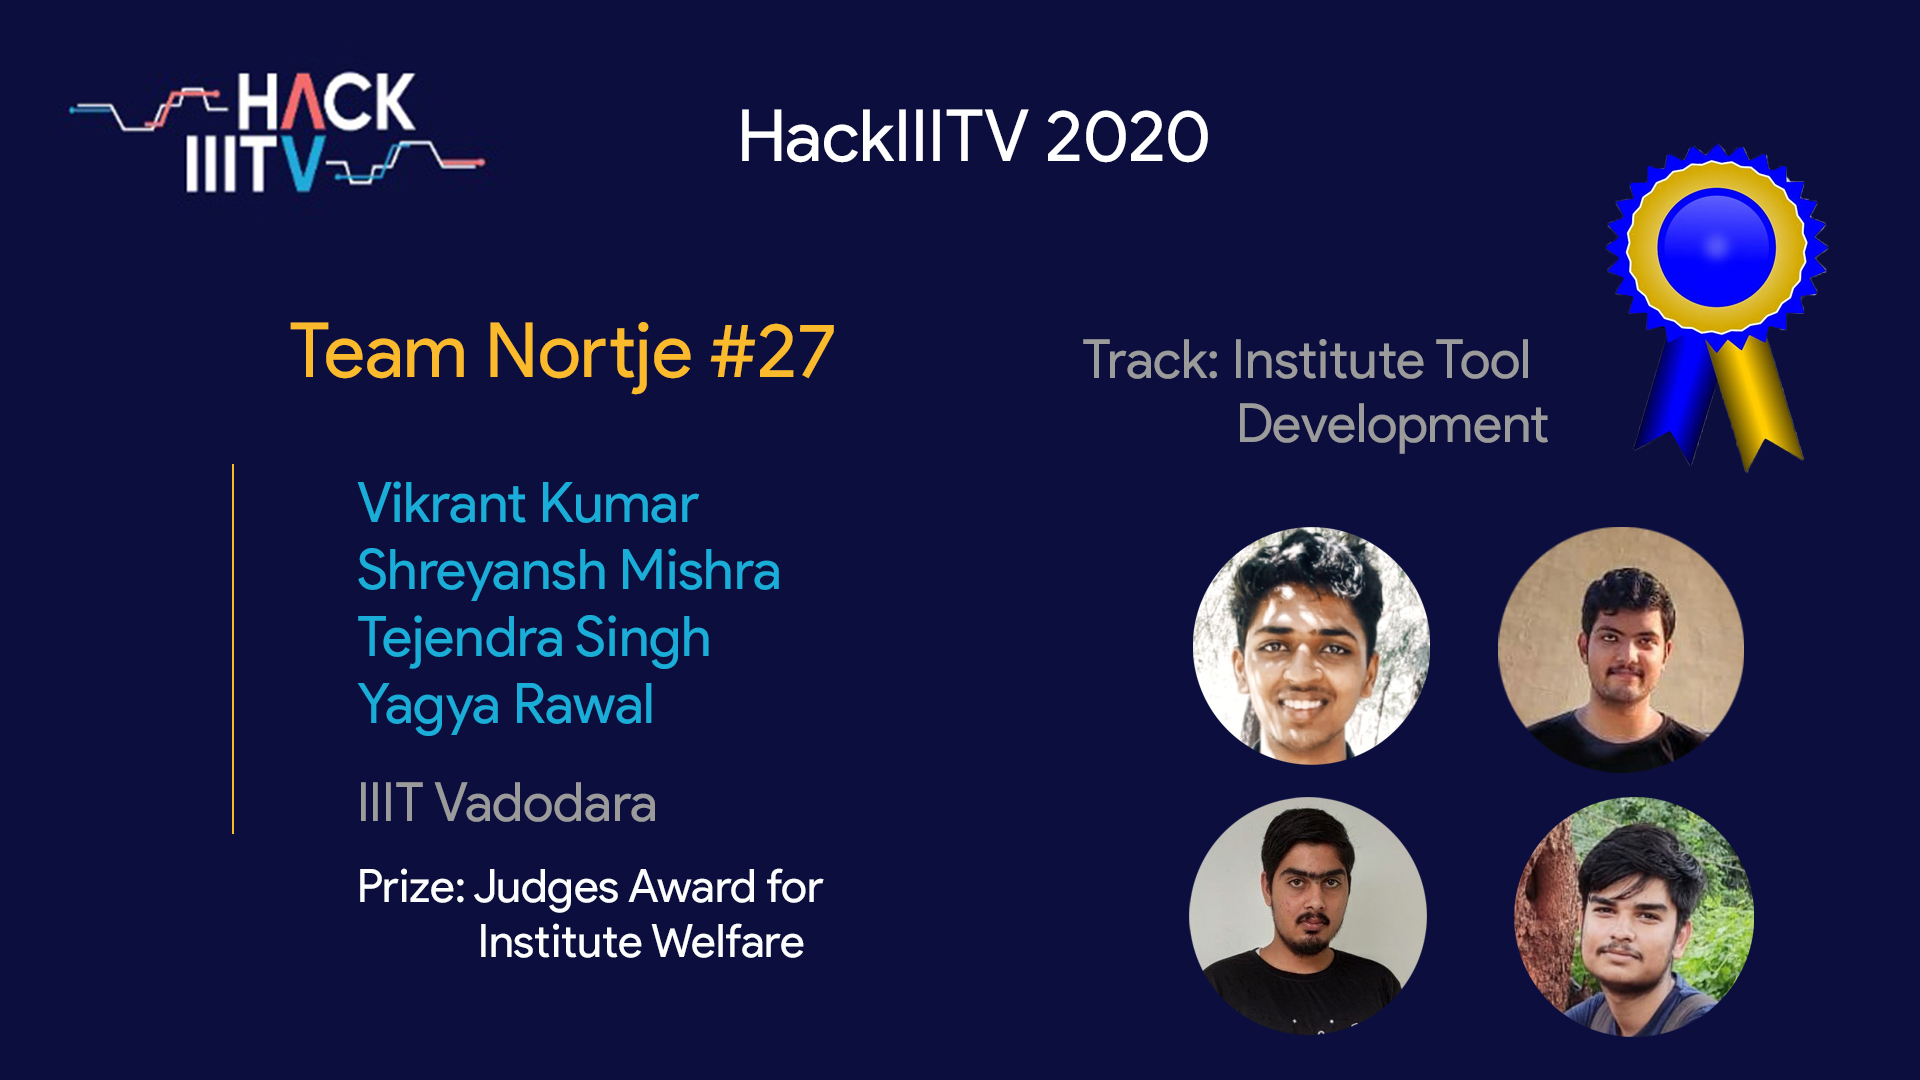 HACK
IIITV
HackIIITV 2020
Team Nortje #27
Track: Institute Tool
Development
Vikrant Kumar
Shreyansh Mishra
Tejendra Singh
Yagya Rawal
IIIT Vadodara
Prize: Judges Award for
Institute Welfare